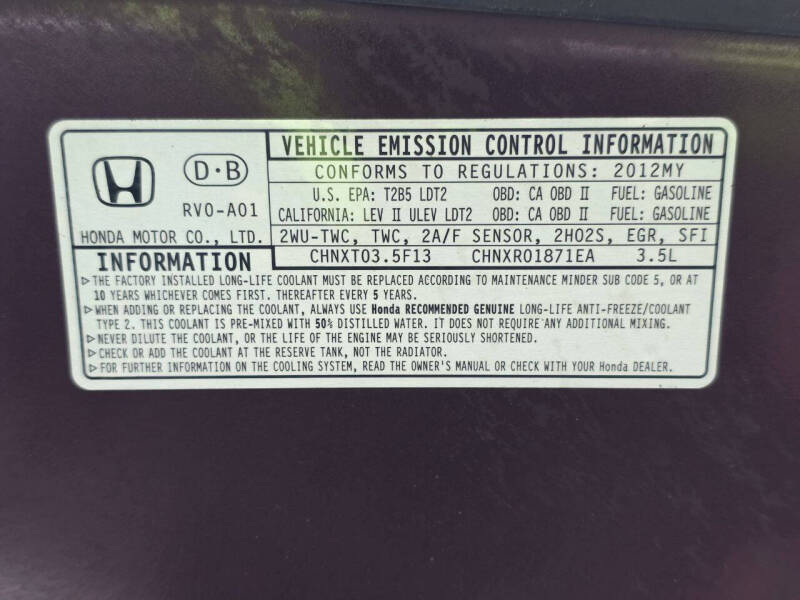 VEHICLE EMISSION CONTROL INFORMATION
D·B
CONFORMS TO REGULATIONS: 2012MY
U.S. EPA: T2B5 LDT2 OBD: CA OBD II FUEL: GASOLINE
RV0-A01
CALIFORNIA: LEV II ULEV LDT2 OBD: CA OBD II FUEL: GASOLINE
HONDA MOTOR CO., LTD.
2WU-TWC, TWC, 2A/F SENSOR, 2HO2S, EGR, SFI
INFORMATION
CHNXT03.5F13 CHNXR01871EA 3.5L
▷THE FACTORY INSTALLED LONG-LIFE COOLANT MUST BE REPLACED ACCORDING TO MAINTENANCE MINDER SUB CODE 5, OR AT
10 YEARS WHICHEVER COMES FIRST. THEREAFTER EVERY 5 YEARS.
▷WHEN ADDING OR REPLACING THE COOLANT, ALWAYS USE Honda RECOMMENDED GENUINE LONG-LIFE ANTI-FREEZE/COOLANT
TYPE 2. THIS COOLANT IS PRE-MIXED WITH 50% DISTILLED WATER. IT DOES NOT REQUIRE ANY ADDITIONAL MIXING.
▷NEVER DILUTE THE COOLANT, OR THE LIFE OF THE ENGINE MAY BE SERIOUSLY SHORTENED.
▷CHECK OR ADD THE COOLANT AT THE RESERVE TANK, NOT THE RADIATOR.
▷FOR FURTHER INFORMATION ON THE COOLING SYSTEM, READ THE OWNER'S MANUAL OR CHECK WITH YOUR Honda DEALER.